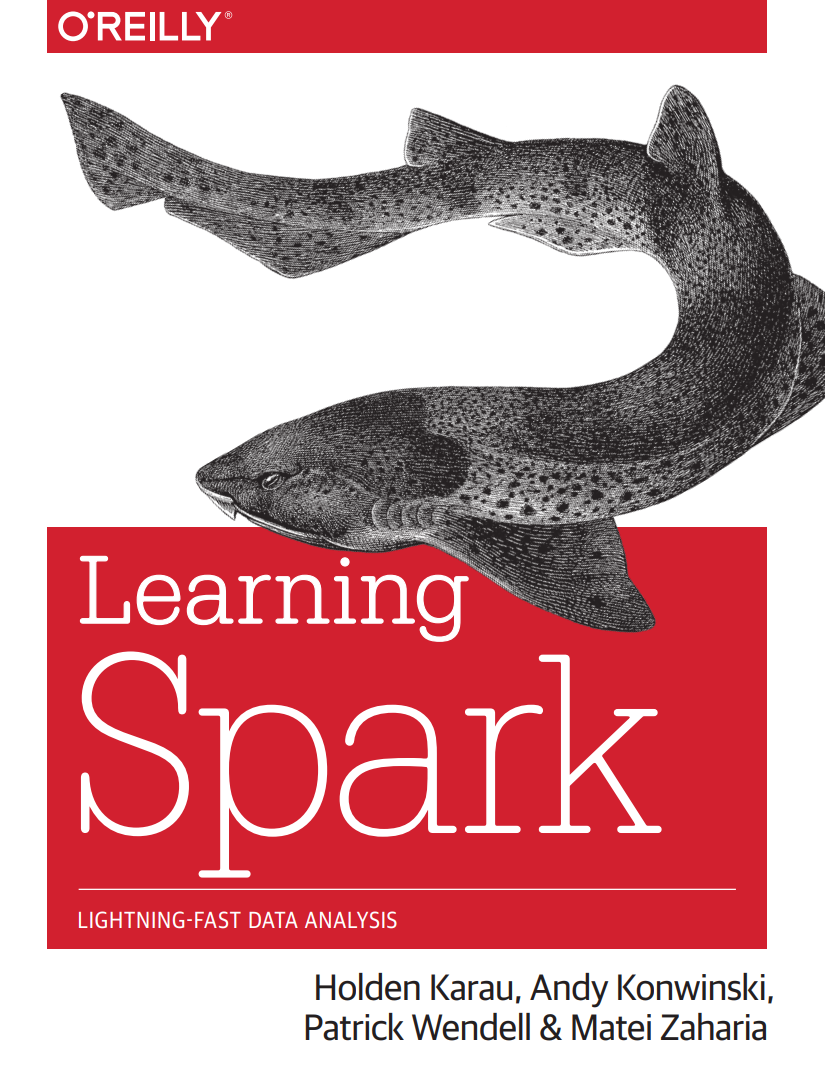 O'REILLY®
Learning
Spark
LIGHTNING-FAST DATA ANALYSIS
Holden Karau, Andy Konwinski,
Patrick Wendell & Matei Zaharia